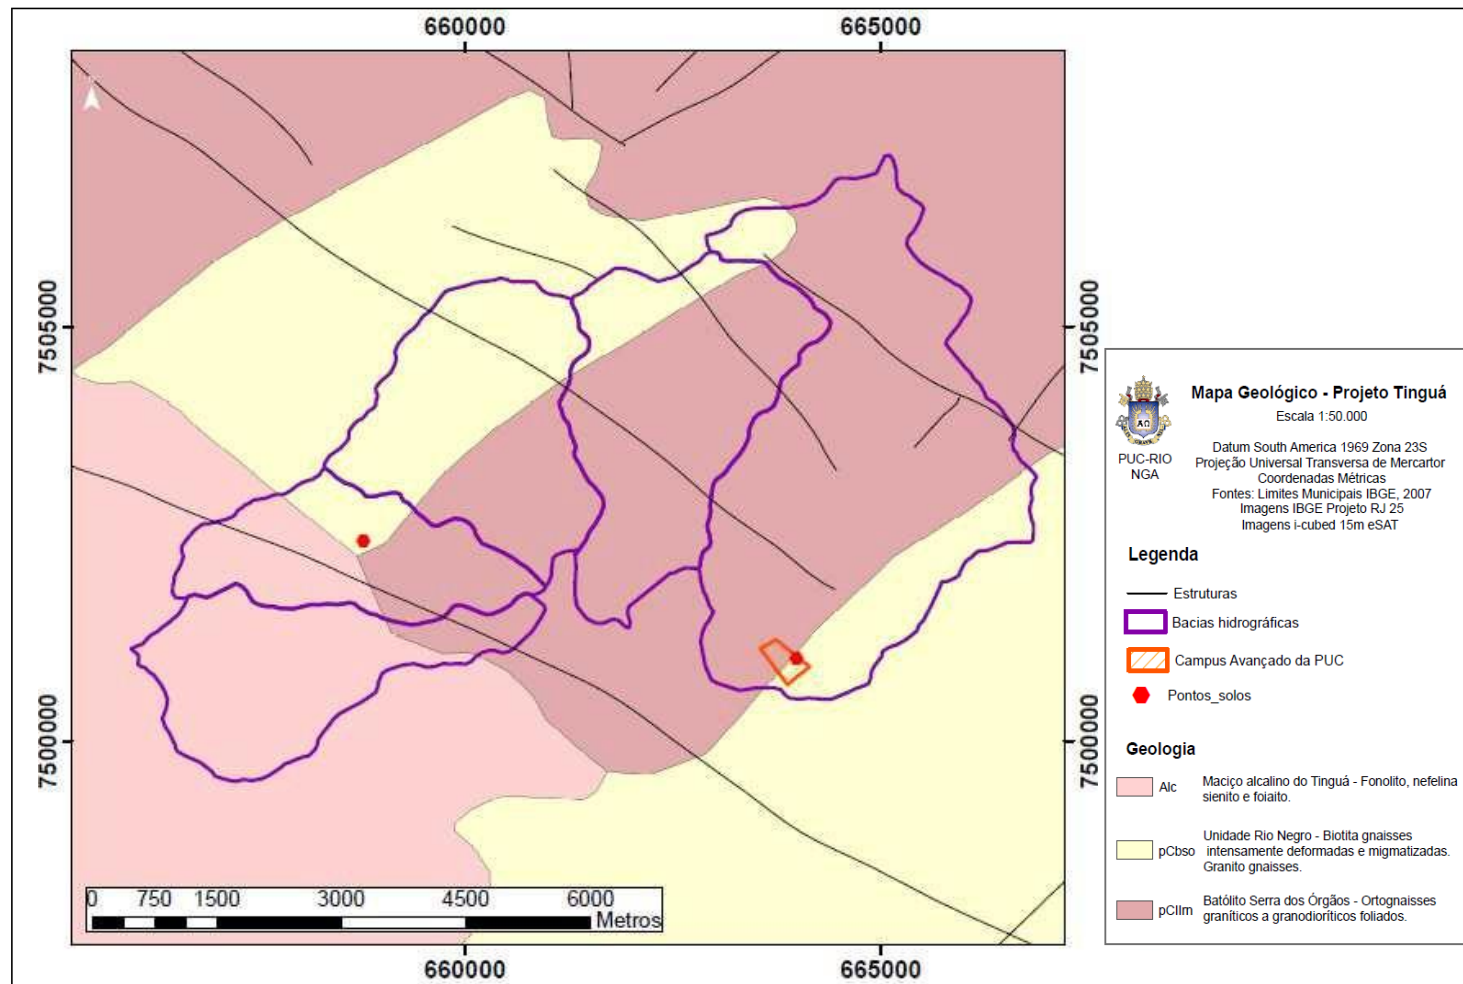 660000
665000
7505000
7505000
7500000
7500000
0 750 1500 3000 4500 6000
Metros
660000
665000
PUC-RIO
NGA
Mapa Geológico - Projeto Tinguá
Escala 1:50.000
Datum South America 1969 Zona 23S
Projeção Universal Transversa de Mercartor
Coordenadas Métricas
Fontes: Limites Municipais IBGE, 2007
Imagens IBGE Projeto RJ 25
Imagens i-cubed 15m eSAT
Legenda
Estruturas
Bacias hidrográficas
Campus Avançado da PUC
Pontos_solos
Geologia
Alc
Maciço alcalino do Tinguá - Fonolito, nefelina
sienito e foiaito.
pCbso
Unidade Rio Negro - Biotita gnaisses
intensamente deformadas e migmatizadas.
Granito gnaisses.
pCIIm
Batólito Serra dos Órgãos - Ortognaisses
graníticos a granodioríticos foliados.